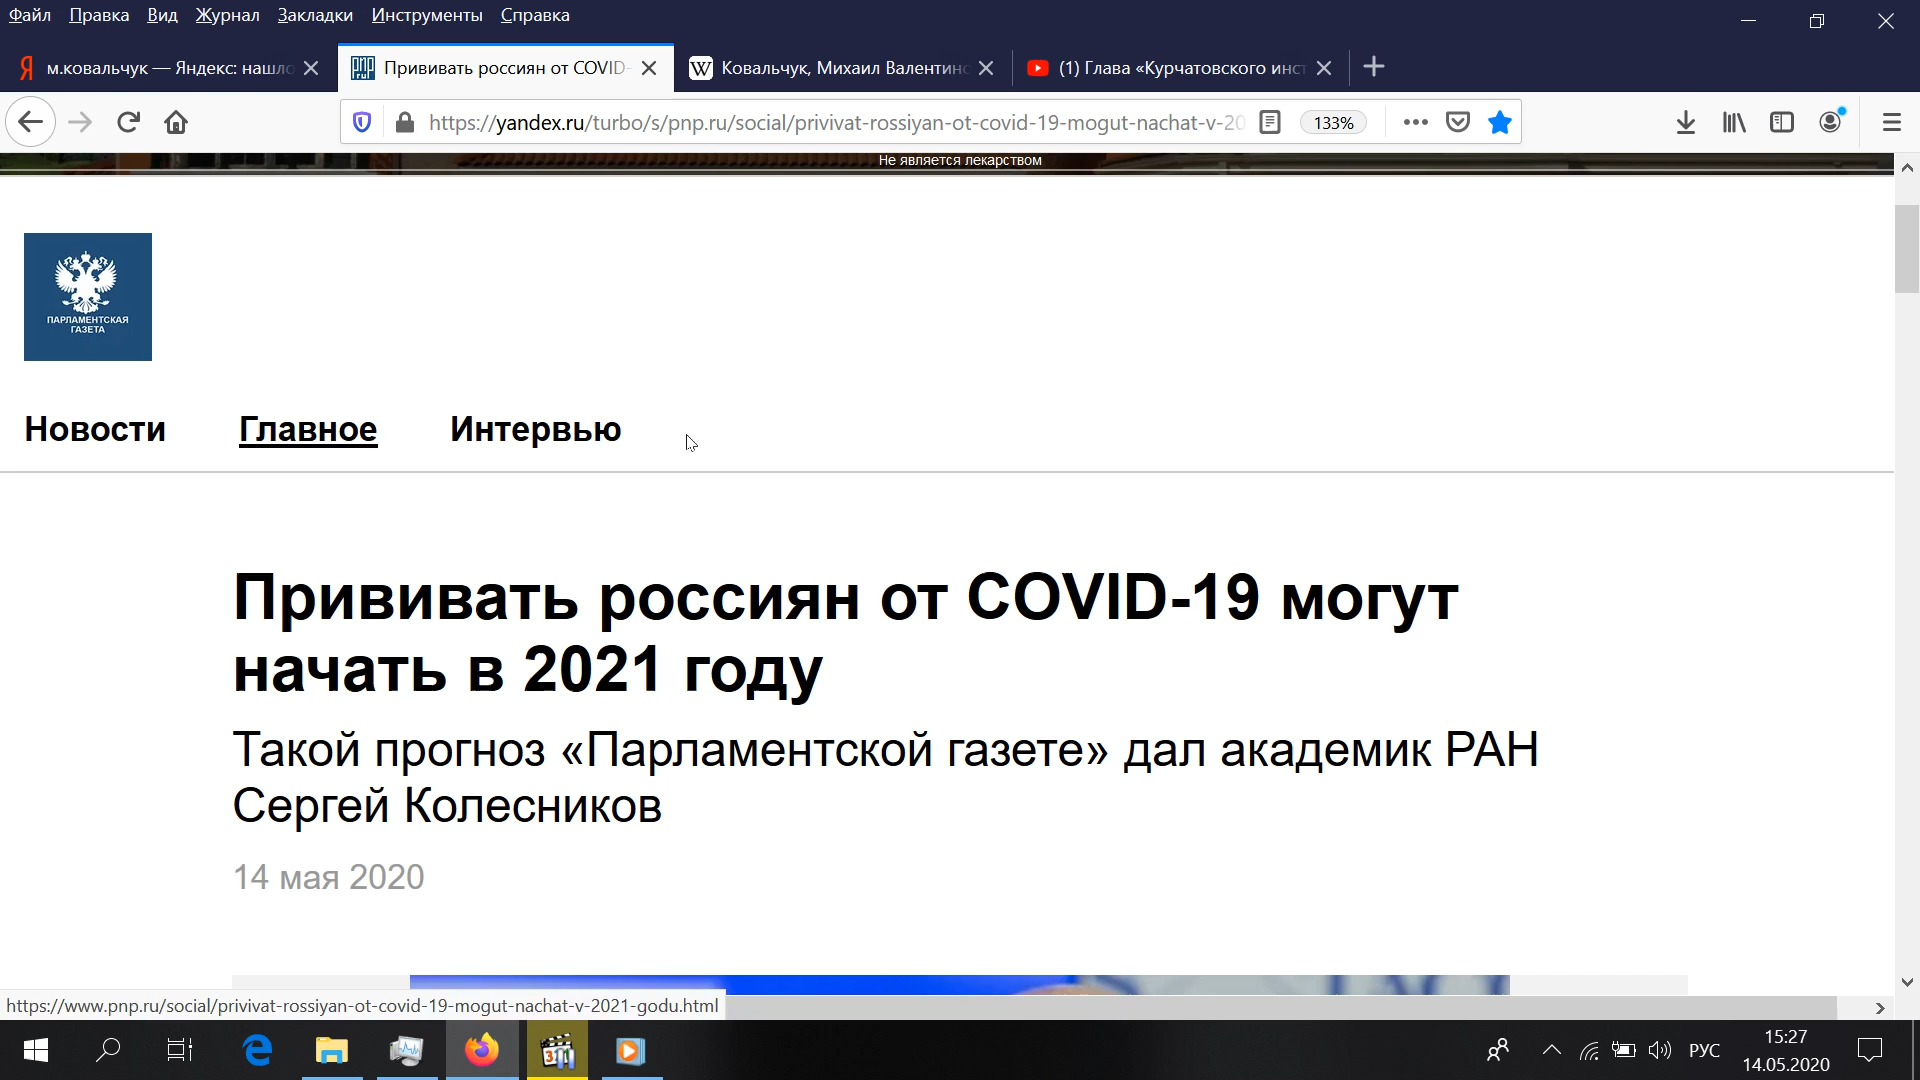 Файл Правка Вид Журнал Закладки Инструменты Справка
Я м.ковальчук — Яндекс: нашло
pnp ru Прививать россиян от COVID-
W Ковальчук, Михаил Валентинс
(1) Глава «Курчатовского инст
https://yandex.ru/turbo/s/pnp.ru/social/privivat-rossiyan-ot-covid-19-mogut-nachat-v-20
133%
Не является лекарством
ПАРЛАМЕНТСКАЯ
ГАЗЕТА
Новости Главное Интервью
Прививать россиян от COVID-19 могут
начать в 2021 году
Такой прогноз «Парламентской газете» дал академик РАН
Сергей Колесников
14 мая 2020
https://www.pnp.ru/social/privivat-rossiyan-ot-covid-19-mogut-nachat-v-2021-godu.html
РУС
15:27
14.05.2020